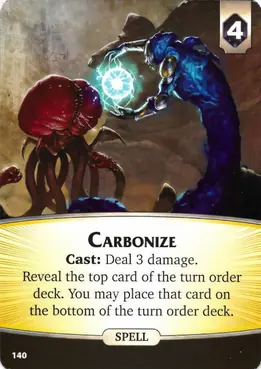 4
CARBONIZE
Cast: Deal 3 damage.
Reveal the top card of the turn order
deck. You may place that card on
the bottom of the turn order deck.
SPELL
140